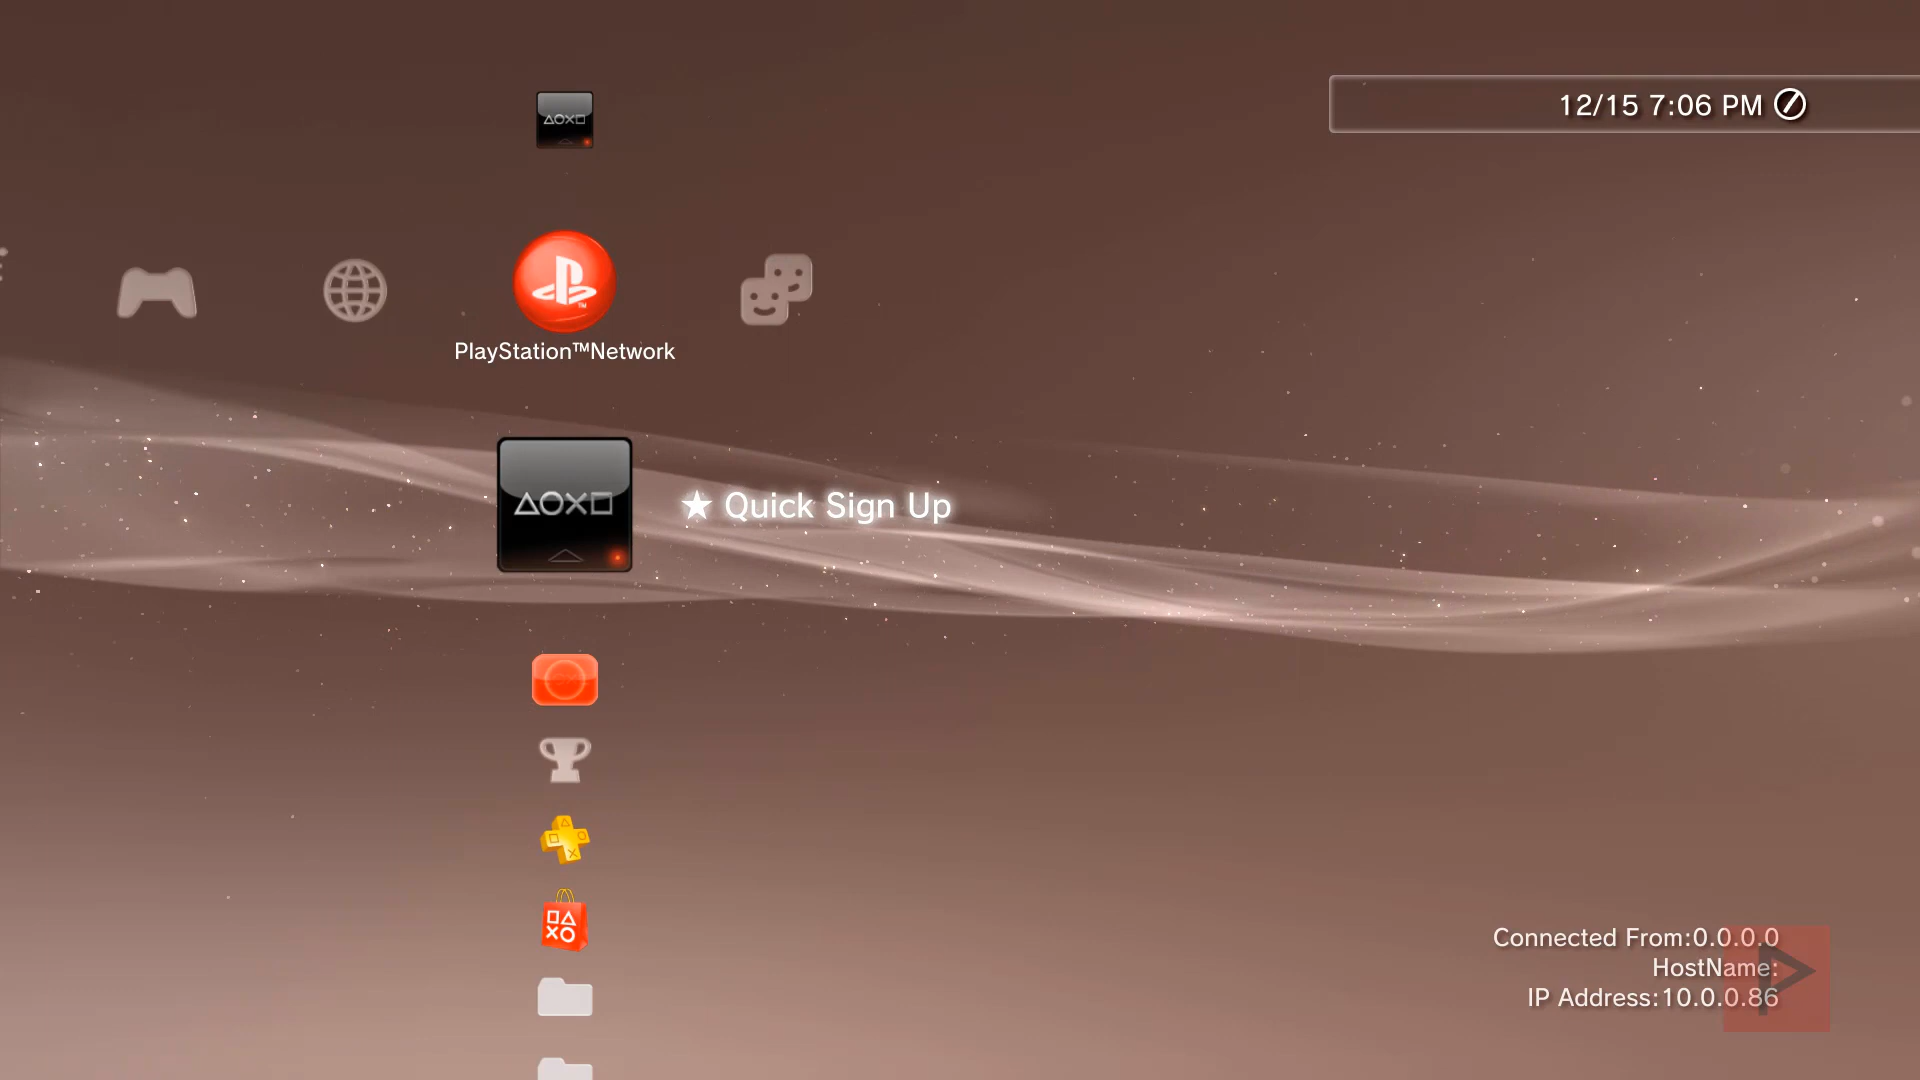 12/15 7:06 PM
PlayStation™Network
★ Quick Sign Up
Connected From:0.0.0.0
HostName:
IP Address:10.0.0.86